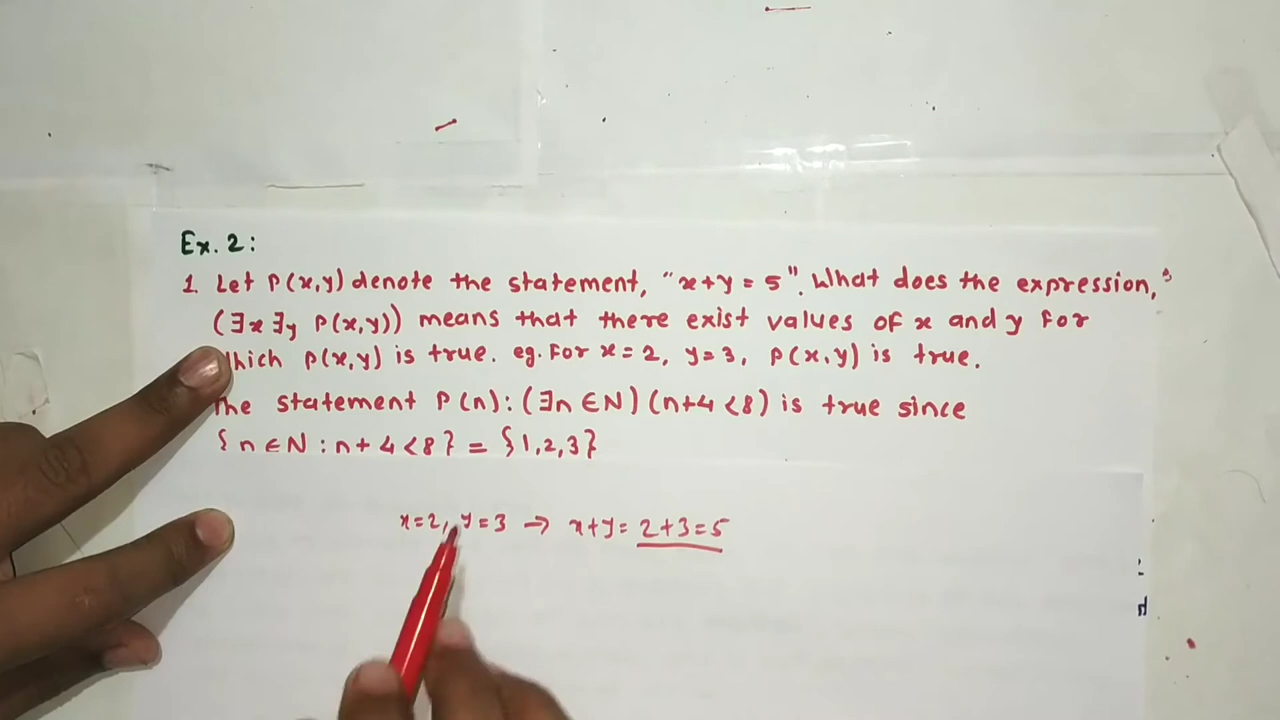 Ex. 2:
1 Let P(x,y) denote the statement, "x+y = 5". What does the expression,"
(∃x ∃y P(x,y)) means that there exist values of x and y for
which P(x,y) is true. eg. For x=2, y=3, P(x,y) is true.
The statement P(n): (∃n ∈ N) (n+4 < 8) is true since
{n ∈ N : n + 4 < 8} = {1,2,3}
x=2, y=3 → x+y = 2+3=5